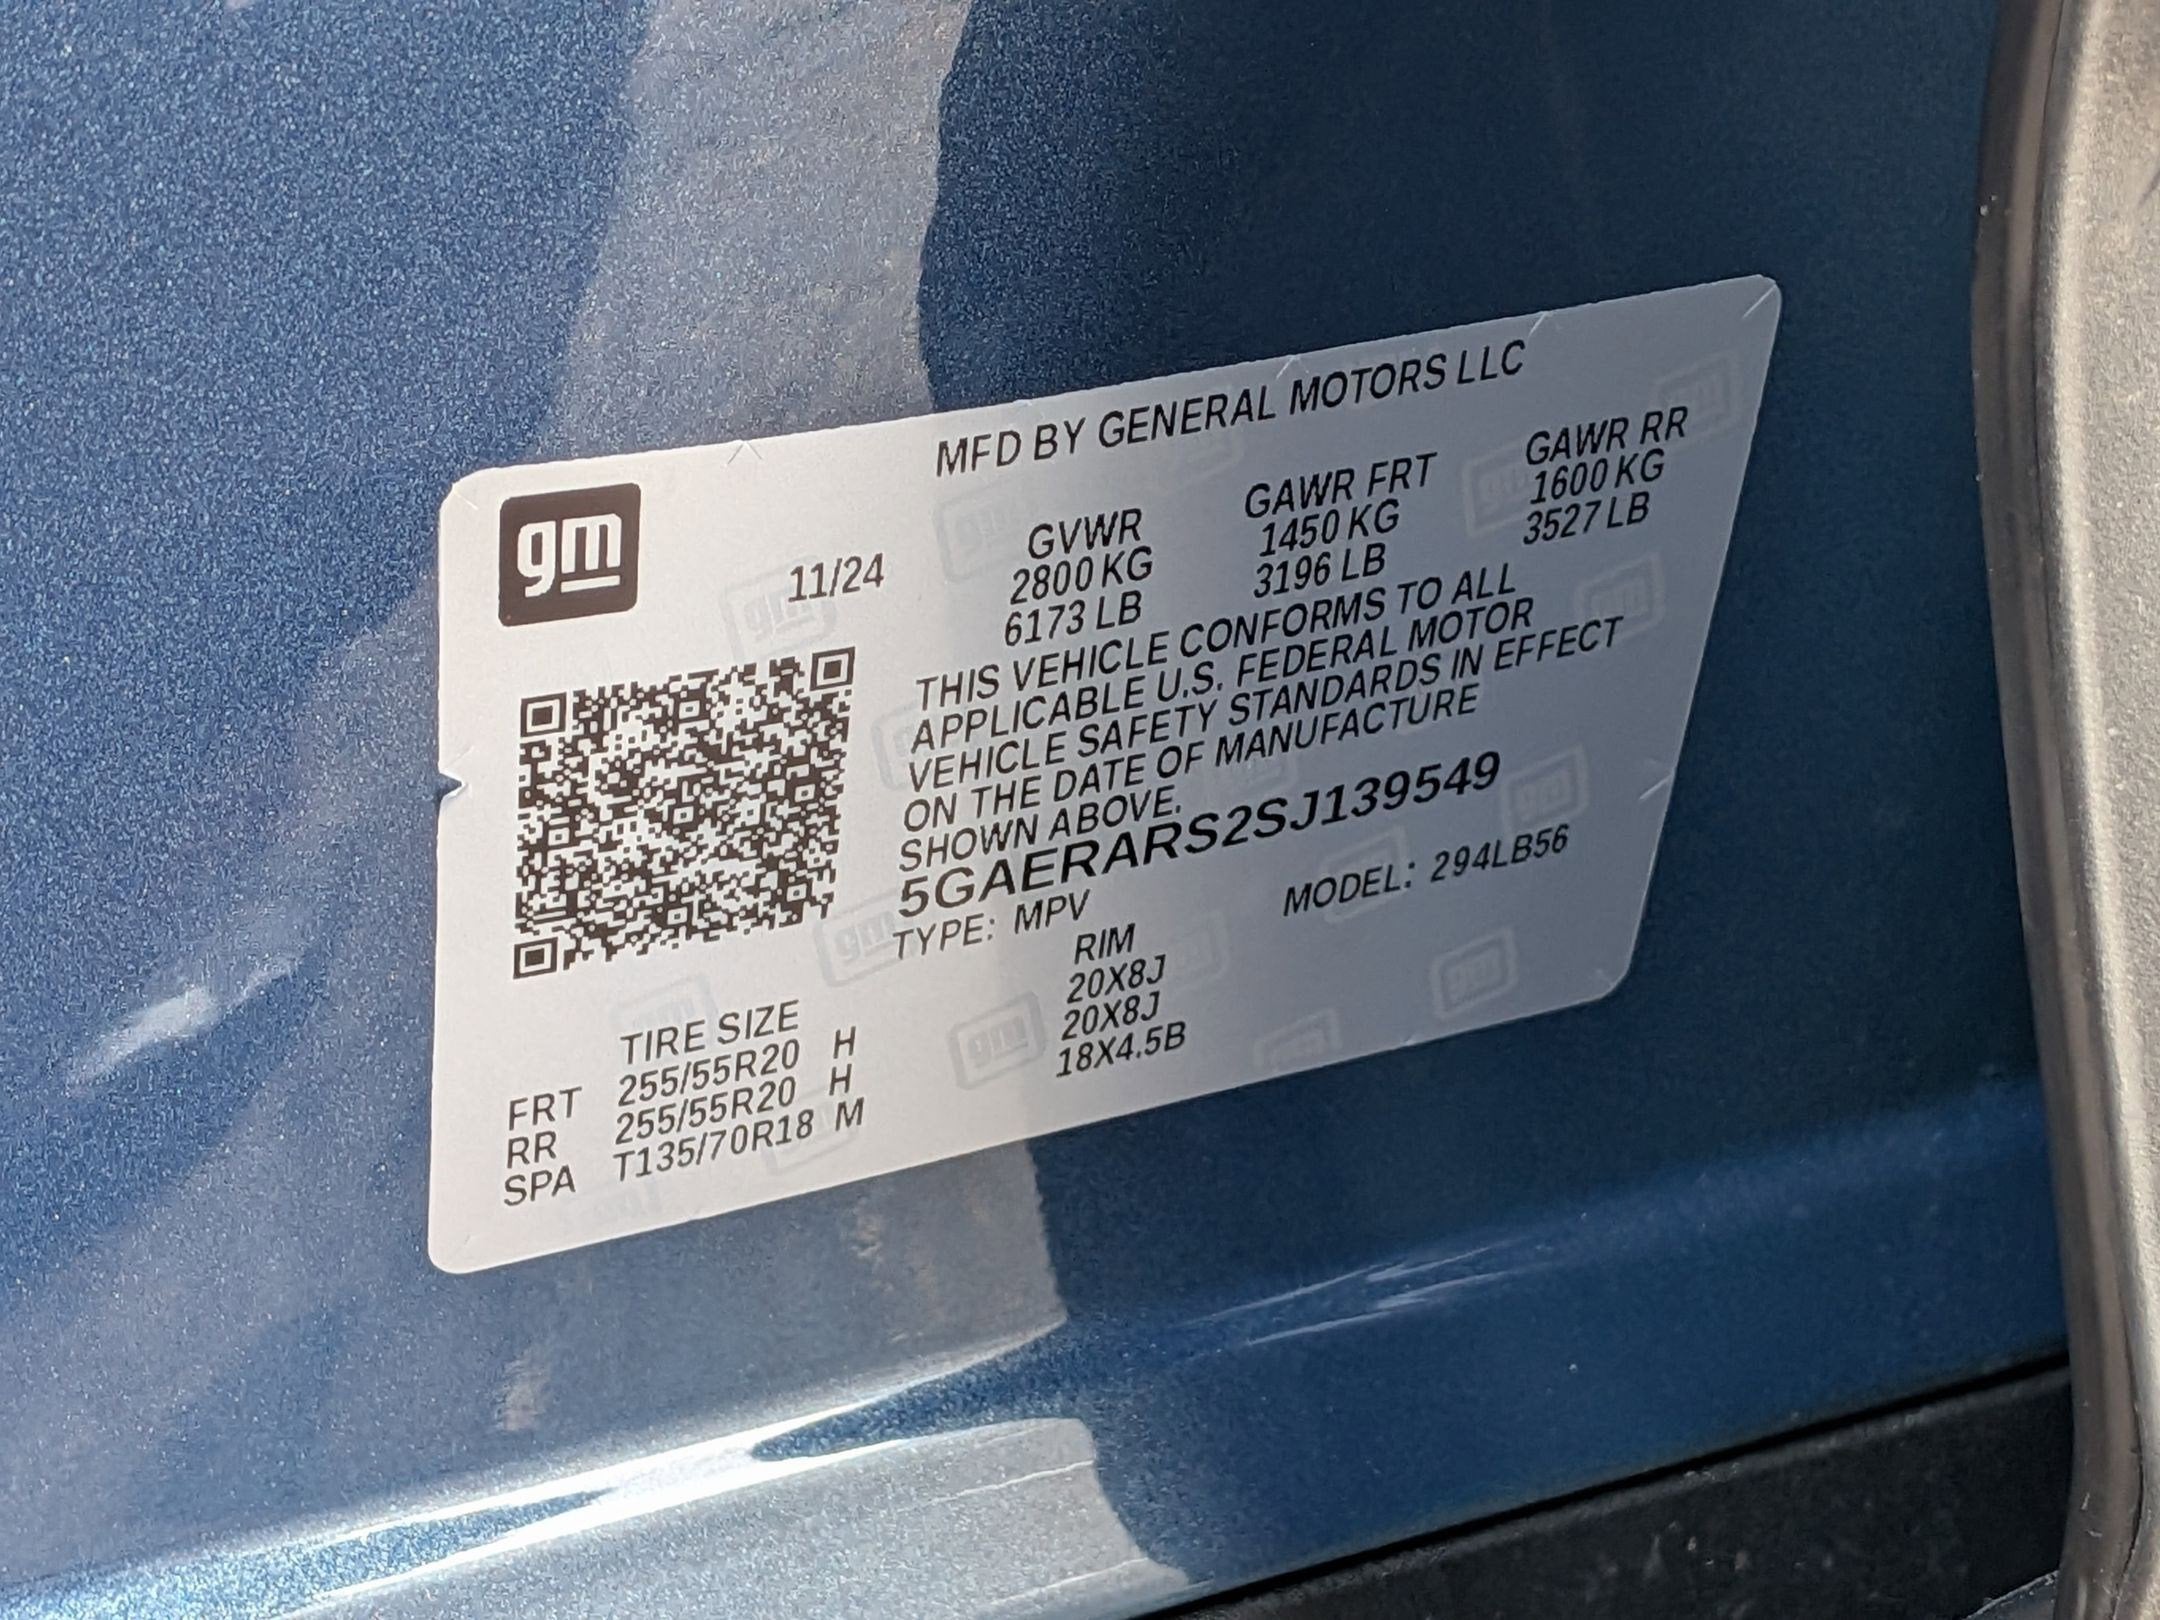 gm
MFD BY GENERAL MOTORS LLC
11/24
GVWR GAWR FRT GAWR RR
2800 KG 1450 KG 1600 KG
6173 LB 3196 LB 3527 LB
THIS VEHICLE CONFORMS TO ALL
APPLICABLE U.S. FEDERAL MOTOR
VEHICLE SAFETY STANDARDS IN EFFECT
ON THE DATE OF MANUFACTURE
SHOWN ABOVE.
5GAERARS2SJ139549
TYPE: MPV MODEL: 294LB56
TIRE SIZE RIM
FRT 255/55R20 H 20X8J
RR 255/55R20 H 20X8J
SPA T135/70R18 M 18X4.5B